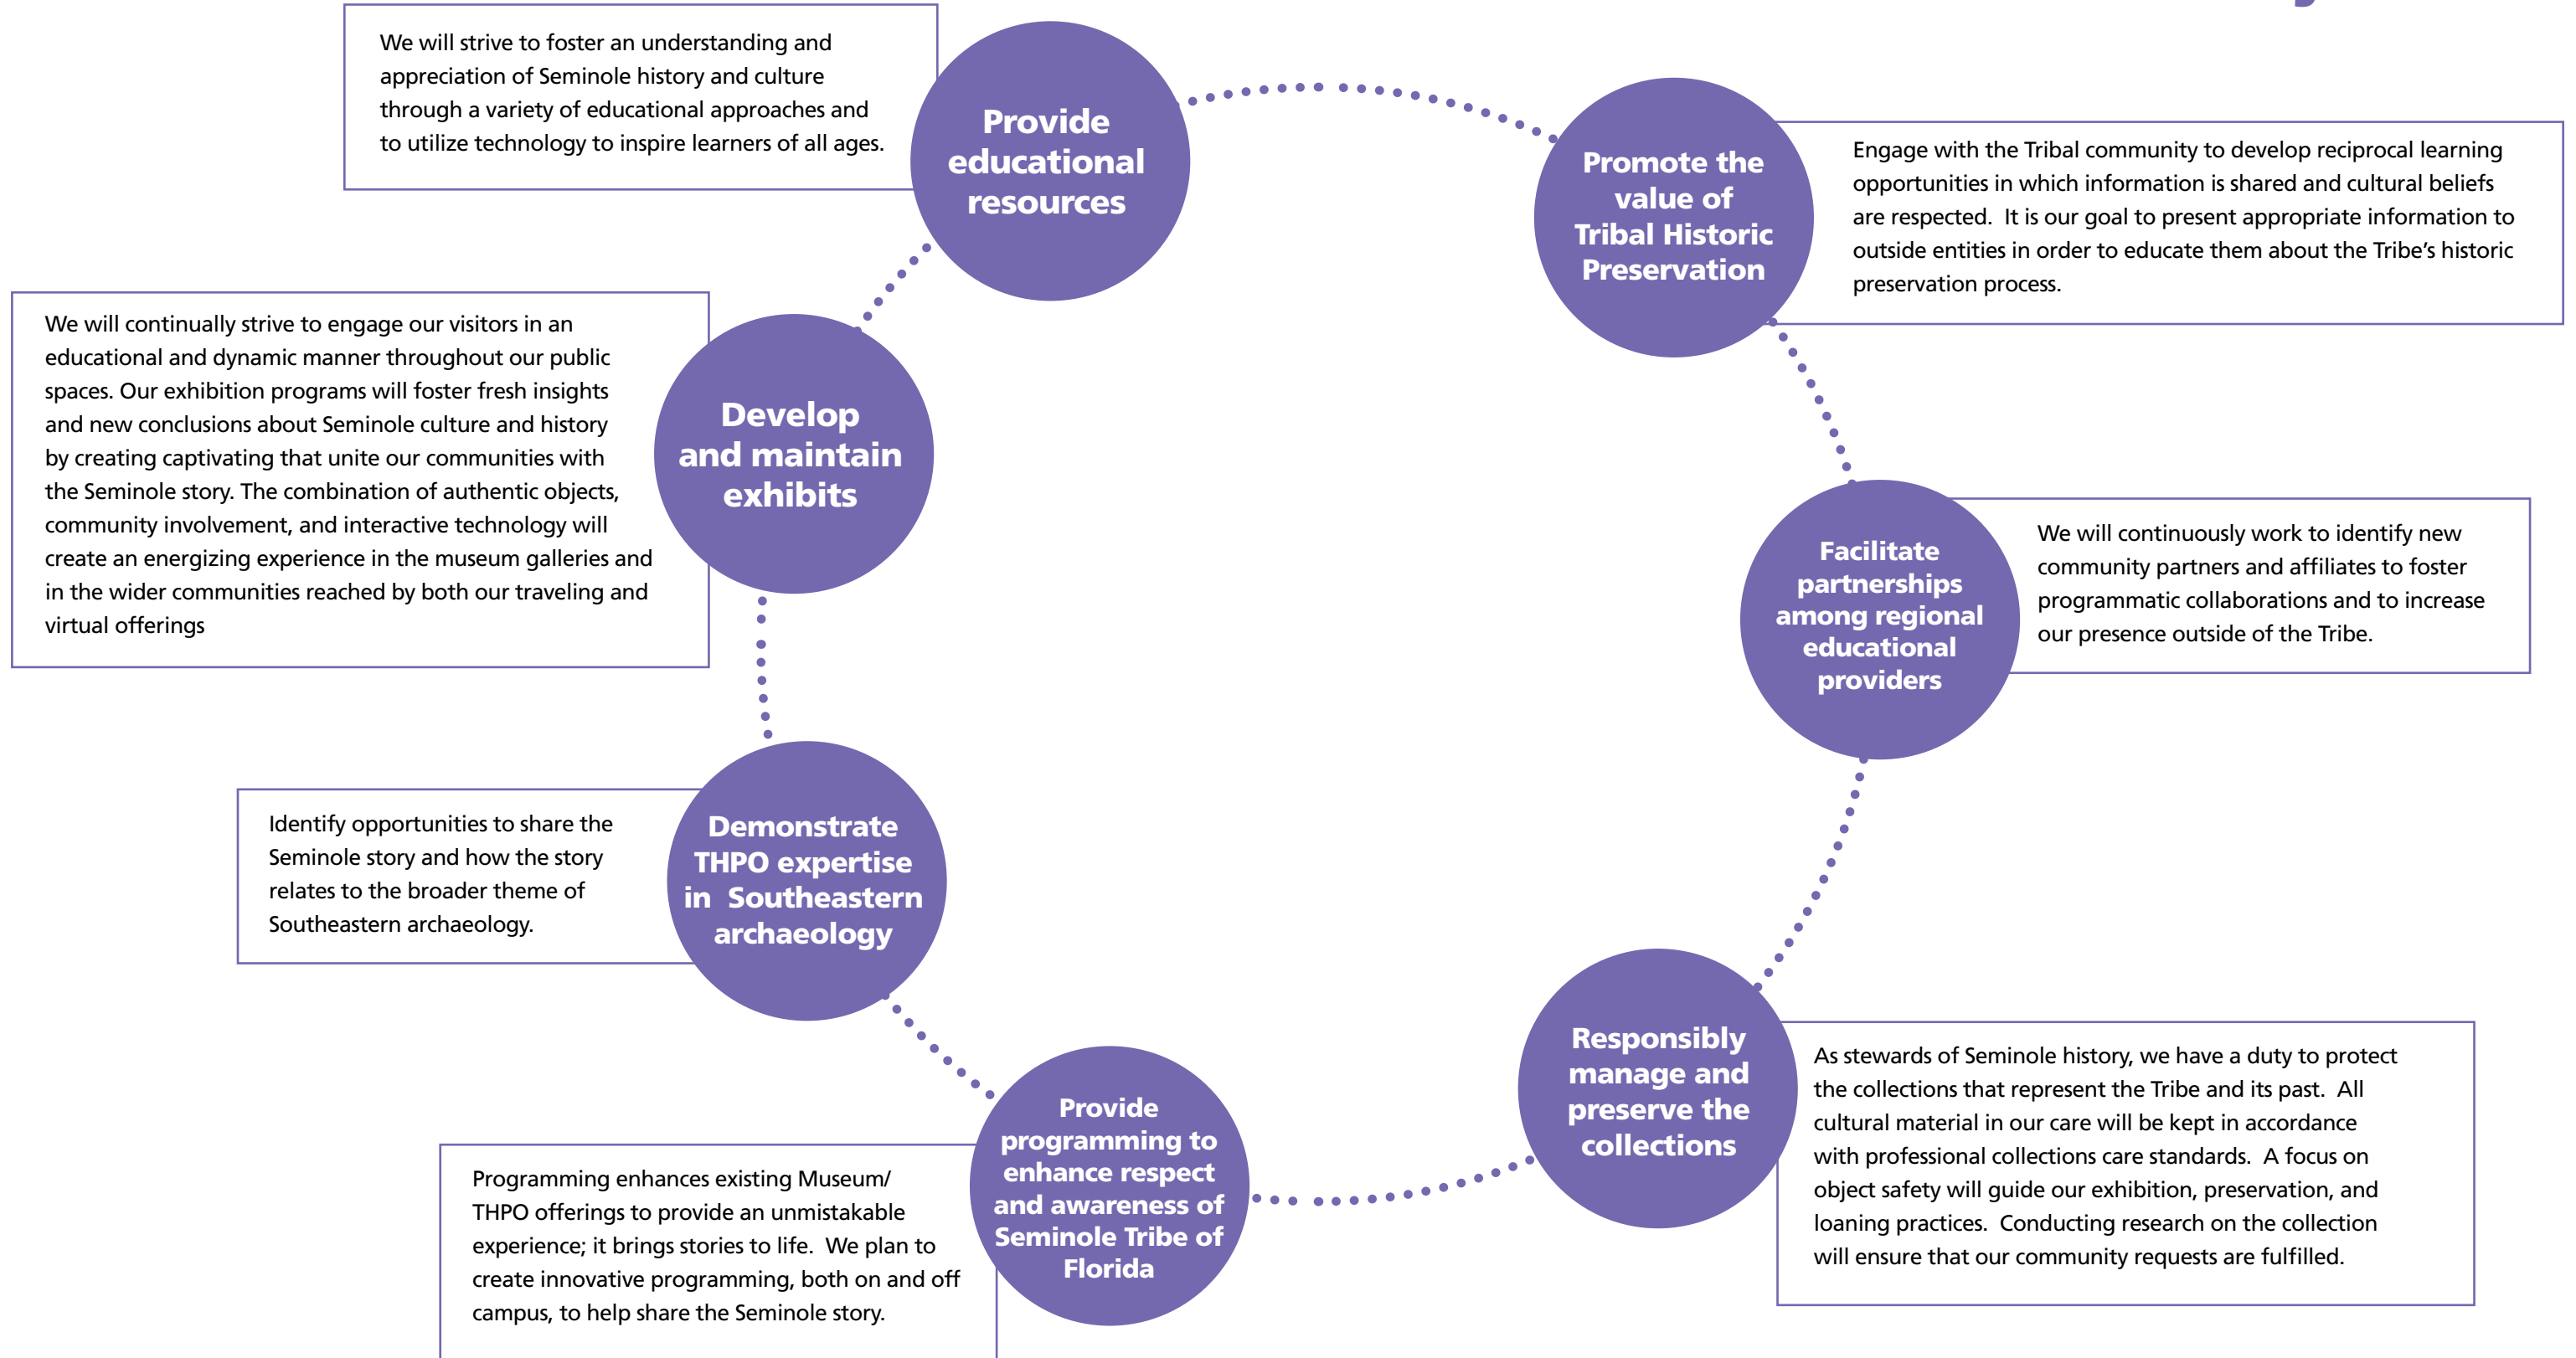 We will strive to foster an understanding and
appreciation of Seminole history and culture
through a variety of educational approaches and
to utilize technology to inspire learners of all ages.
Provide
educational
resources
Promote the
value of
Tribal Historic
Preservation
Engage with the Tribal community to develop reciprocal learning
opportunities in which information is shared and cultural beliefs
are respected.  It is our goal to present appropriate information to
outside entities in order to educate them about the Tribe’s historic
preservation process.
We will continually strive to engage our visitors in an
educational and dynamic manner throughout our public
spaces. Our exhibition programs will foster fresh insights
and new conclusions about Seminole culture and history
by creating captivating that unite our communities with
the Seminole story. The combination of authentic objects,
community involvement, and interactive technology will
create an energizing experience in the museum galleries and
in the wider communities reached by both our traveling and
virtual offerings
Develop
and maintain
exhibits
Facilitate
partnerships
among regional
educational
providers
We will continuously work to identify new
community partners and affiliates to foster
programmatic collaborations and to increase
our presence outside of the Tribe.
Identify opportunities to share the
Seminole story and how the story
relates to the broader theme of
Southeastern archaeology.
Demonstrate
THPO expertise
in  Southeastern
archaeology
Responsibly
manage and
preserve the
collections
As stewards of Seminole history, we have a duty to protect
the collections that represent the Tribe and its past.  All
cultural material in our care will be kept in accordance
with professional collections care standards.  A focus on
object safety will guide our exhibition, preservation, and
loaning practices.  Conducting research on the collection
will ensure that our community requests are fulfilled.
Programming enhances existing Museum/
THPO offerings to provide an unmistakable
experience; it brings stories to life.  We plan to
create innovative programming, both on and off
campus, to help share the Seminole story.
Provide
programming to
enhance respect
and awareness of
Seminole Tribe of
Florida